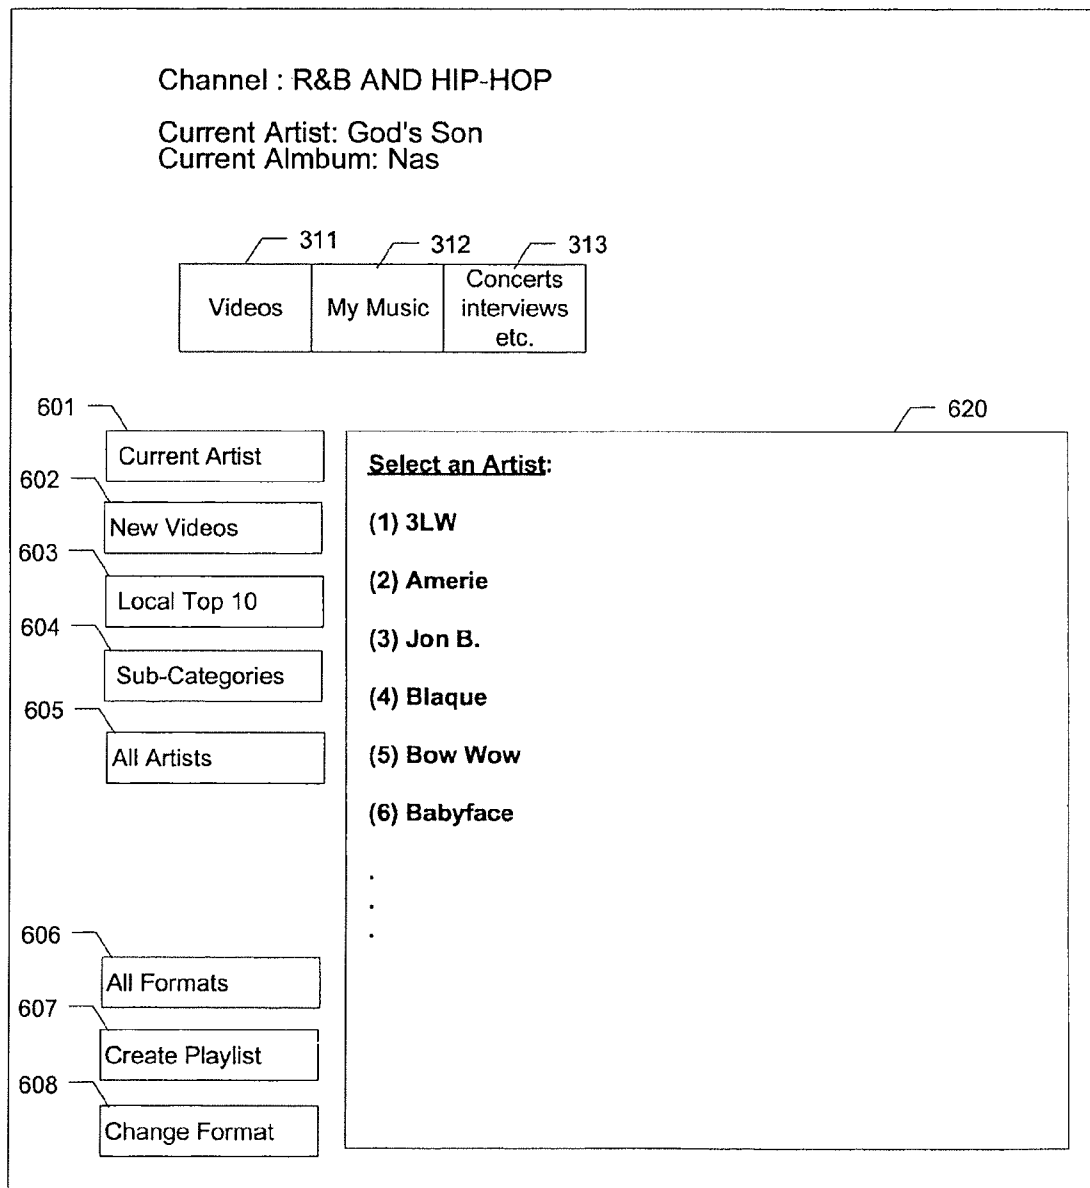 Channel : R&B AND HIP-HOP
Current Artist: God's Son
Current Almbum: Nas
311
312
313
Videos
My Music
Concerts
interviews
etc.
601
Current Artist
602
New Videos
603
Local Top 10
604
Sub-Categories
605
All Artists
606
All Formats
607
Create Playlist
608
Change Format
620
Select an Artist:
(1) 3LW
(2) Amerie
(3) Jon B.
(4) Blaque
(5) Bow Wow
(6) Babyface
.
.
.